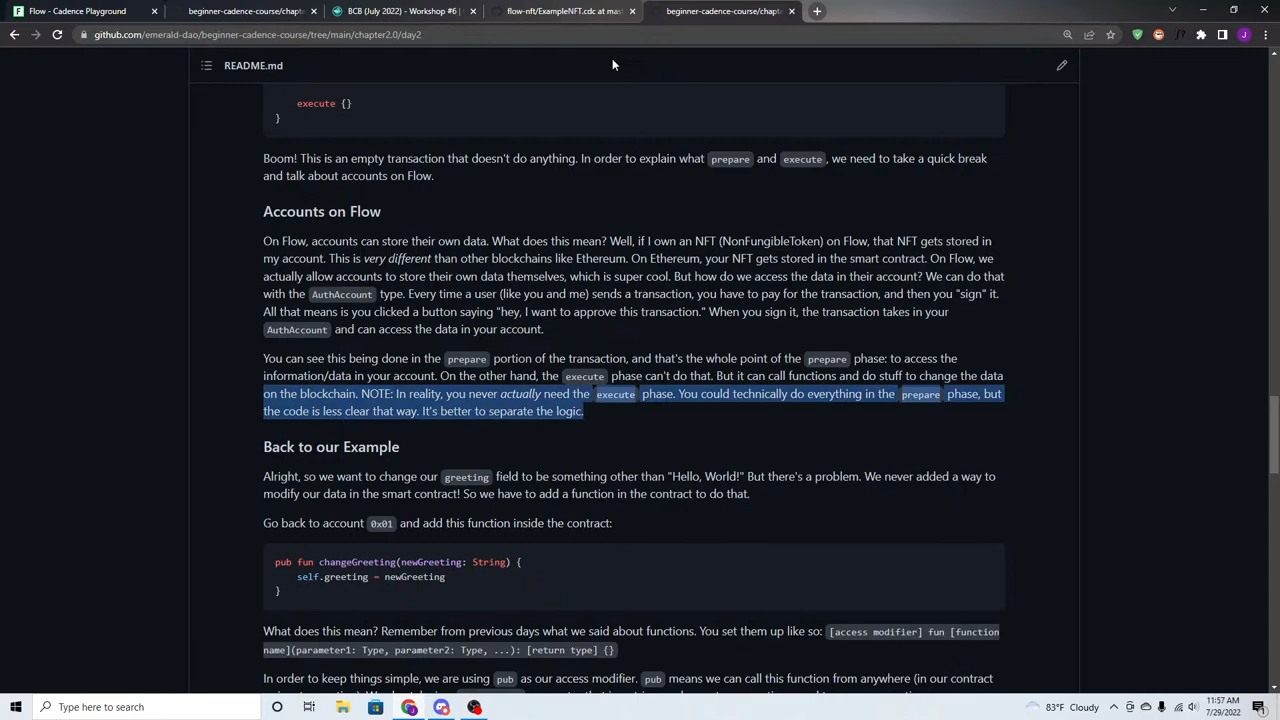 Flow - Cadence Playground
beginner-cadence-course/chapte
BCB (July 2022) - Workshop #6 |
flow-nft/ExampleNFT.cdc at mast
beginner-cadence-course/chapte
github.com/emerald-dao/beginner-cadence-course/tree/main/chapter2.0/day2
README.md
execute {}
}
Boom! This is an empty transaction that doesn't do anything. In order to explain what prepare and execute, we need to take a quick break
and talk about accounts on Flow.
Accounts on Flow
On Flow, accounts can store their own data. What does this mean? Well, if I own an NFT (NonFungibleToken) on Flow, that NFT gets stored in
my account. This is very different than other blockchains like Ethereum. On Ethereum, your NFT gets stored in the smart contract. On Flow, we
actually allow accounts to store their own data themselves, which is super cool. But how do we access the data in their account? We can do that
with the AuthAccount type. Every time a user (like you and me) sends a transaction, you have to pay for the transaction, and then you "sign" it.
All that means is you clicked a button saying "hey, I want to approve this transaction." When you sign it, the transaction takes in your
AuthAccount and can access the data in your account.
You can see this being done in the prepare portion of the transaction, and that's the whole point of the prepare phase: to access the
information/data in your account. On the other hand, the execute phase can't do that. But it can call functions and do stuff to change the data
on the blockchain. NOTE: In reality, you never actually need the execute phase. You could technically do everything in the prepare phase, but
the code is less clear that way. It's better to separate the logic.
Back to our Example
Alright, so we want to change our greeting field to be something other than "Hello, World!" But there's a problem. We never added a way to
modify our data in the smart contract! So we have to add a function in the contract to do that.
Go back to account 0x01 and add this function inside the contract:
pub fun changeGreeting(newGreeting: String) {
self.greeting = newGreeting
}
What does this mean? Remember from previous days what we said about functions. You set them up like so: [access modifier] fun [function
name](parameter1: Type, parameter2: Type, ...): [return type] {}
In order to keep things simple, we are using pub as our access modifier. pub means we can call this function from anywhere (in our contract
Type here to search
83°F Cloudy
11:57 AM
7/29/2022